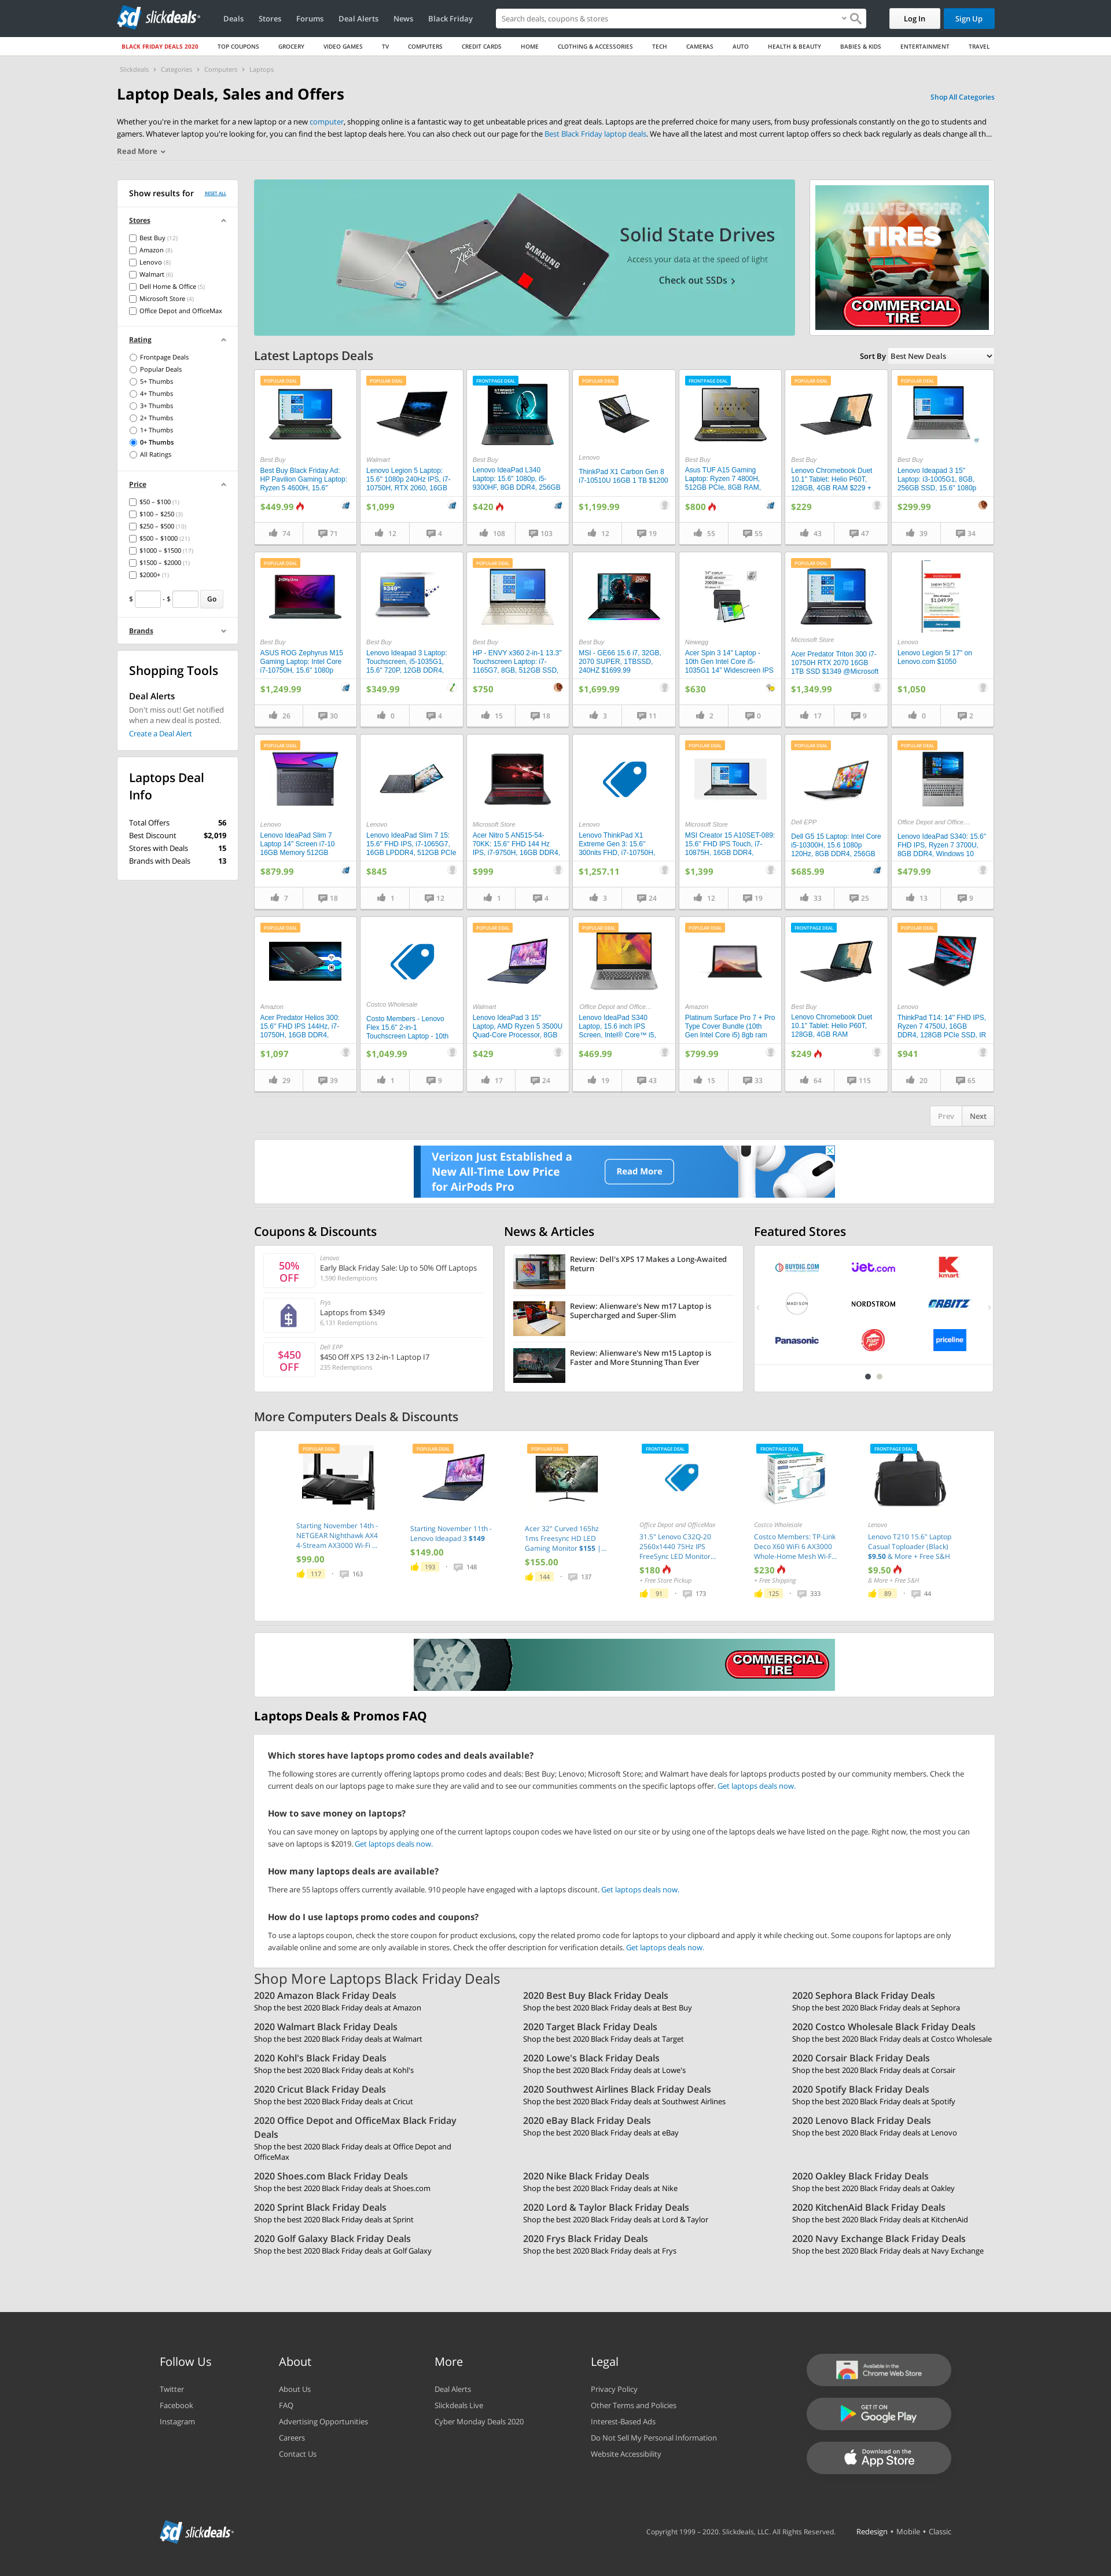 sd slickdeals
Deals
Stores
Forums
Deal Alerts
News
Black Friday
Search deals, coupons & stores
Log In
Sign Up
BLACK FRIDAY DEALS 2020
TOP COUPONS
GROCERY
VIDEO GAMES
TV
COMPUTERS
CREDIT CARDS
HOME
CLOTHING & ACCESSORIES
TECH
CAMERAS
AUTO
HEALTH & BEAUTY
BABIES & KIDS
ENTERTAINMENT
TRAVEL
Slickdeals › Categories › Computers › Laptops
Laptop Deals, Sales and Offers
Shop All Categories
Whether you're in the market for a new laptop or a new computer, shopping online is a fantastic way to get unbeatable prices and great deals. Laptops are the preferred choice for many users, from busy professionals constantly on the go to students and
gamers. Whatever laptop you're looking for, you can find the best laptop deals here. You can also check out our page for the Best Black Friday laptop deals. We have all the latest and most current laptop offers so check back regularly as deals change all th...
Read More
Show results for
RESET ALL
Stores
Best Buy (12)
Amazon (8)
Lenovo (8)
Walmart (6)
Dell Home & Office (5)
Microsoft Store (4)
Office Depot and OfficeMax
Rating
Frontpage Deals
Popular Deals
5+ Thumbs
4+ Thumbs
3+ Thumbs
2+ Thumbs
1+ Thumbs
0+ Thumbs
All Ratings
Price
$50 – $100 (1)
$100 – $250 (3)
$250 – $500 (10)
$500 – $1000 (21)
$1000 – $1500 (17)
$1500 – $2000 (1)
$2000+ (1)
$ - $ Go
Brands
Shopping Tools
Deal Alerts
Don't miss out! Get notified
when a new deal is posted.
Create a Deal Alert
Laptops Deal
Info
Total Offers 56
Best Discount $2,019
Stores with Deals 15
Brands with Deals 13
SAMSUNG
Solid State Drives
Access your data at the speed of light
Check out SSDs
ALL WEATHER
TIRES
COMMERCIAL
TIRE
Latest Laptops Deals
Sort By Best New Deals
POPULAR DEAL
Best Buy
Best Buy Black Friday Ad:
HP Pavilion Gaming Laptop:
Ryzen 5 4600H, 15.6"
$449.99
74 71
POPULAR DEAL
Walmart
Lenovo Legion 5 Laptop:
15.6" 1080p 240Hz IPS, i7-
10750H, RTX 2060, 16GB
$1,099
12 4
FRONTPAGE DEAL
Best Buy
Lenovo IdeaPad L340
Laptop: 15.6" 1080p, i5-
9300HF, 8GB DDR4, 256GB
$420
108 103
POPULAR DEAL
Lenovo
ThinkPad X1 Carbon Gen 8
i7-10510U 16GB 1 TB $1200
$1,199.99
12 19
FRONTPAGE DEAL
Best Buy
Asus TUF A15 Gaming
Laptop: Ryzen 7 4800H,
512GB PCIe, 8GB RAM,
$800
55 55
POPULAR DEAL
Best Buy
Lenovo Chromebook Duet
10.1" Tablet: Helio P60T,
128GB, 4GB RAM $229 +
$229
43 47
POPULAR DEAL
Best Buy
Lenovo Ideapad 3 15"
Laptop: i3-1005G1, 8GB,
256GB SSD, 15.6" 1080p
$299.99
39 34
POPULAR DEAL
Best Buy
ASUS ROG Zephyrus M15
Gaming Laptop: Intel Core
i7-10750H, 15.6" 1080p
$1,249.99
26 30
Best Buy
Lenovo Ideapad 3 Laptop:
Touchscreen, i5-1035G1,
15.6" 720P, 12GB DDR4,
$349.99
0 4
POPULAR DEAL
Best Buy
HP - ENVY x360 2-in-1 13.3"
Touchscreen Laptop: i7-
1165G7, 8GB, 512GB SSD,
$750
15 18
Best Buy
MSI - GE66 15.6 i7, 32GB,
2070 SUPER, 1TBSSD,
240HZ $1699.99
$1,699.99
3 11
Newegg
Acer Spin 3 14" Laptop -
10th Gen Intel Core i5-
1035G1 14" Widescreen IPS
$630
2 0
POPULAR DEAL
Microsoft Store
Acer Predator Triton 300 i7-
10750H RTX 2070 16GB
1TB SSD $1349 @Microsoft
$1,349.99
17 9
Lenovo
Lenovo Legion 5i 17" on
Lenovo.com $1050
$1,050
0 2
POPULAR DEAL
Lenovo
Lenovo IdeaPad Slim 7
Laptop 14" Screen i7-10
16GB Memory 512GB
$879.99
7 18
Lenovo
Lenovo IdeaPad Slim 7 15:
15.6" FHD IPS, i7-1065G7,
16GB LPDDR4, 512GB PCIe
$845
1 12
Microsoft Store
Acer Nitro 5 AN515-54-
70KK: 15.6" FHD 144 Hz
IPS, i7-9750H, 16GB DDR4,
$999
1 4
Lenovo
Lenovo ThinkPad X1
Extreme Gen 3: 15.6"
300nits FHD, i7-10750H,
$1,257.11
3 24
POPULAR DEAL
Microsoft Store
MSI Creator 15 A10SET-089:
15.6" FHD IPS Touch, i7-
10875H, 16GB DDR4,
$1,399
12 19
POPULAR DEAL
Dell EPP
Dell G5 15 Laptop: Intel Core
i5-10300H, 15.6 1080p
120Hz, 8GB DDR4, 256GB
$685.99
33 25
POPULAR DEAL
Office Depot and Office...
Lenovo IdeaPad S340: 15.6"
FHD IPS, Ryzen 7 3700U,
8GB DDR4, Windows 10
$479.99
13 9
POPULAR DEAL
Amazon
Acer Predator Helios 300:
15.6" FHD IPS 144Hz, i7-
10750H, 16GB DDR4,
$1,097
29 39
Costco Wholesale
Costo Members - Lenovo
Flex 15.6" 2-in-1
Touchscreen Laptop - 10th
$1,049.99
1 9
POPULAR DEAL
Walmart
Lenovo IdeaPad 3 15"
Laptop, AMD Ryzen 5 3500U
Quad-Core Processor, 8GB
$429
17 24
POPULAR DEAL
Office Depot and Office...
Lenovo IdeaPad S340
Laptop, 15.6 inch IPS
Screen, Intel® Core™ i5,
$469.99
19 43
POPULAR DEAL
Amazon
Platinum Surface Pro 7 + Pro
Type Cover Bundle (10th
Gen Intel Core i5) 8gb ram
$799.99
15 33
FRONTPAGE DEAL
Best Buy
Lenovo Chromebook Duet
10.1" Tablet: Helio P60T,
128GB, 4GB RAM
$249
64 115
POPULAR DEAL
Lenovo
ThinkPad T14: 14" FHD IPS,
Ryzen 7 4750U, 16GB
DDR4, 128GB PCIe SSD, IR
$941
20 65
Prev Next
Verizon Just Established a
New All-Time Low Price
for AirPods Pro
Read More
Coupons & Discounts
50%
OFF
Lenovo
Early Black Friday Sale: Up to 50% Off Laptops
1,590 Redemptions
Frys
Laptops from $349
6,131 Redemptions
$450
OFF
Dell EPP
$450 Off XPS 13 2-in-1 Laptop I7
235 Redemptions
News & Articles
Review: Dell's XPS 17 Makes a Long-Awaited
Return
Review: Alienware's New m17 Laptop is
Supercharged and Super-Slim
Review: Alienware's New m15 Laptop is
Faster and More Stunning Than Ever
Featured Stores
BUYDIG.COM
jet.com
kmart
MADISON
NORDSTROM
ORBITZ
Panasonic
priceline
More Computers Deals & Discounts
POPULAR DEAL
Starting November 14th -
NETGEAR Nighthawk AX4
4-Stream AX3000 Wi-Fi ...
$99.00
117 · 163
POPULAR DEAL
Starting November 11th -
Lenovo Ideapad 3 $149
$149.00
193 · 148
POPULAR DEAL
Acer 32" Curved 165hz
1ms Freesync HD LED
Gaming Monitor $155 |...
$155.00
144 · 137
FRONTPAGE DEAL
Office Depot and OfficeMax
31.5" Lenovo C32Q-20
2560x1440 75Hz IPS
FreeSync LED Monitor...
$180
+ Free Store Pickup
91 · 173
FRONTPAGE DEAL
Costco Wholesale
Costco Members: TP-Link
Deco X60 WiFi 6 AX3000
Whole-Home Mesh Wi-F...
$230
+ Free Shipping
125 · 333
FRONTPAGE DEAL
Lenovo
Lenovo T210 15.6" Laptop
Casual Toploader (Black)
$9.50 & More + Free S&H
$9.50
& More + Free S&H
89 · 44
COMMERCIAL
TIRE
Laptops Deals & Promos FAQ
Which stores have laptops promo codes and deals available?
The following stores are currently offering laptops promo codes and deals: Best Buy; Lenovo; Microsoft Store; and Walmart have deals for laptops products posted by our community members. Check the
current deals on our laptops page to make sure they are valid and to see our communities comments on the specific laptops offer. Get laptops deals now.
How to save money on laptops?
You can save money on laptops by applying one of the current laptops coupon codes we have listed on our site or by using one of the laptops deals we have listed on the page. Right now, the most you can
save on laptops is $2019. Get laptops deals now.
How many laptops deals are available?
There are 55 laptops offers currently available. 910 people have engaged with a laptops discount. Get laptops deals now.
How do I use laptops promo codes and coupons?
To use a laptops coupon, check the store coupon for product exclusions, copy the related promo code for laptops to your clipboard and apply it while checking out. Some coupons for laptops are only
available online and some are only available in stores. Check the offer description for verification details. Get laptops deals now.
Shop More Laptops Black Friday Deals
2020 Amazon Black Friday Deals
Shop the best 2020 Black Friday deals at Amazon
2020 Best Buy Black Friday Deals
Shop the best 2020 Black Friday deals at Best Buy
2020 Sephora Black Friday Deals
Shop the best 2020 Black Friday deals at Sephora
2020 Walmart Black Friday Deals
Shop the best 2020 Black Friday deals at Walmart
2020 Target Black Friday Deals
Shop the best 2020 Black Friday deals at Target
2020 Costco Wholesale Black Friday Deals
Shop the best 2020 Black Friday deals at Costco Wholesale
2020 Kohl's Black Friday Deals
Shop the best 2020 Black Friday deals at Kohl's
2020 Lowe's Black Friday Deals
Shop the best 2020 Black Friday deals at Lowe's
2020 Corsair Black Friday Deals
Shop the best 2020 Black Friday deals at Corsair
2020 Cricut Black Friday Deals
Shop the best 2020 Black Friday deals at Cricut
2020 Southwest Airlines Black Friday Deals
Shop the best 2020 Black Friday deals at Southwest Airlines
2020 Spotify Black Friday Deals
Shop the best 2020 Black Friday deals at Spotify
2020 Office Depot and OfficeMax Black Friday
Deals
Shop the best 2020 Black Friday deals at Office Depot and
OfficeMax
2020 eBay Black Friday Deals
Shop the best 2020 Black Friday deals at eBay
2020 Lenovo Black Friday Deals
Shop the best 2020 Black Friday deals at Lenovo
2020 Shoes.com Black Friday Deals
Shop the best 2020 Black Friday deals at Shoes.com
2020 Nike Black Friday Deals
Shop the best 2020 Black Friday deals at Nike
2020 Oakley Black Friday Deals
Shop the best 2020 Black Friday deals at Oakley
2020 Sprint Black Friday Deals
Shop the best 2020 Black Friday deals at Sprint
2020 Lord & Taylor Black Friday Deals
Shop the best 2020 Black Friday deals at Lord & Taylor
2020 KitchenAid Black Friday Deals
Shop the best 2020 Black Friday deals at KitchenAid
2020 Golf Galaxy Black Friday Deals
Shop the best 2020 Black Friday deals at Golf Galaxy
2020 Frys Black Friday Deals
Shop the best 2020 Black Friday deals at Frys
2020 Navy Exchange Black Friday Deals
Shop the best 2020 Black Friday deals at Navy Exchange
Follow Us
Twitter
Facebook
Instagram
About
About Us
FAQ
Advertising Opportunities
Careers
Contact Us
More
Deal Alerts
Slickdeals Live
Cyber Monday Deals 2020
Legal
Privacy Policy
Other Terms and Policies
Interest-Based Ads
Do Not Sell My Personal Information
Website Accessibility
Available in the
Chrome Web Store
GET IT ON
Google Play
Download on the
App Store
sd slickdeals
Copyright 1999 – 2020. Slickdeals, LLC. All Rights Reserved.
Redesign • Mobile • Classic